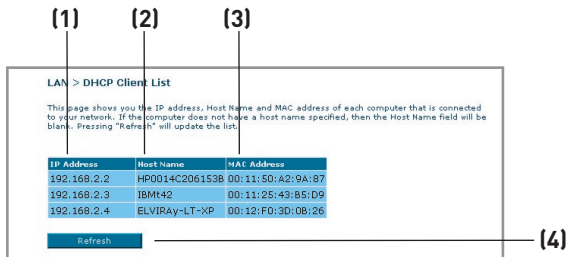 (1) (2) (3)
LAN > DHCP Client List
This page shows you the IP address, Host Name and MAC address of each computer that is connected
to your network. If the computer does not have a host name specified, then the Host Name field will be
blank. Pressing "Refresh" will update the list.
IP Address Host Name MAC Address
192.168.2.2 HP0014C206153B 00:11:50:A2:9A:87
192.168.2.3 IBMt42 00:11:25:43:B5:D9
192.168.2.4 ELVIRAy-LT-XP 00:12:F0:3D:0B:26
Refresh (4)